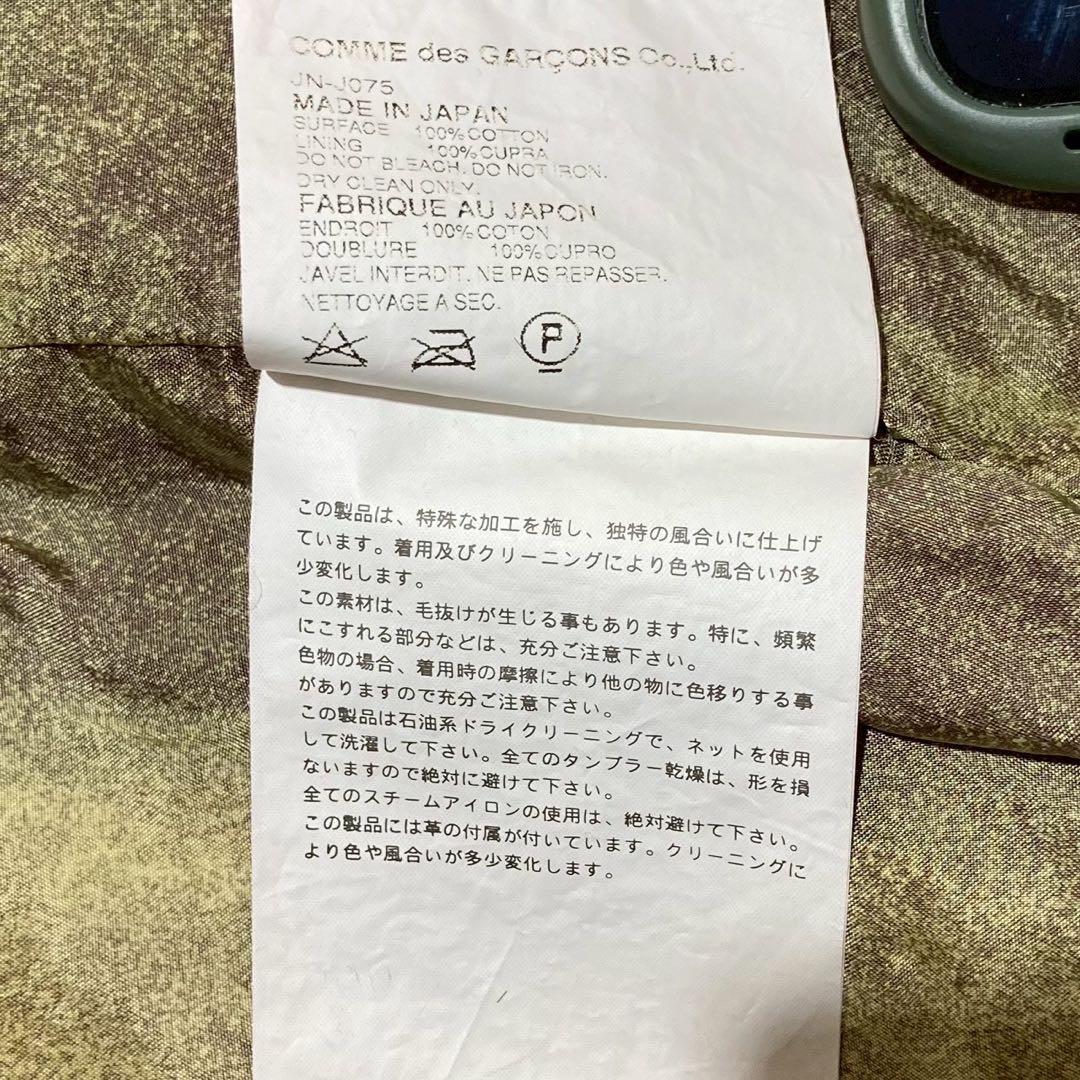 COMME des GARÇONS Co.,Ltd.
JN-J075
MADE IN JAPAN
SURFACE 100%COTTON
LINING 100%CUPRA
DO NOT BLEACH. DO NOT IRON.
DRY CLEAN ONLY.
FABRIQUE AU JAPON
ENDROIT 100%COTON
DOUBLURE 100%CUPRO
JAVEL INTERDIT. NE PAS REPASSER.
NETTOYAGE A SEC.
P
この製品は、特殊な加工を施し、独特の風合いに仕上げ
ています。着用及びクリーニングにより色や風合いが多
少変化します。
この素材は、毛抜けが生じる事もあります。特に、頻繁
にこすれる部分などは、充分ご注意下さい。
色物の場合、着用時の摩擦により他の物に色移りする事
がありますので充分ご注意下さい。
この製品は石油系ドライクリーニングで、ネットを使用
して洗濯して下さい。全てのタンブラー乾燥は、形を損
ないますので絶対に避けて下さい。
全てのスチームアイロンの使用は、絶対避けて下さい。
この製品には革の付属が付いています。クリーニングに
より色や風合いが多少変化します。